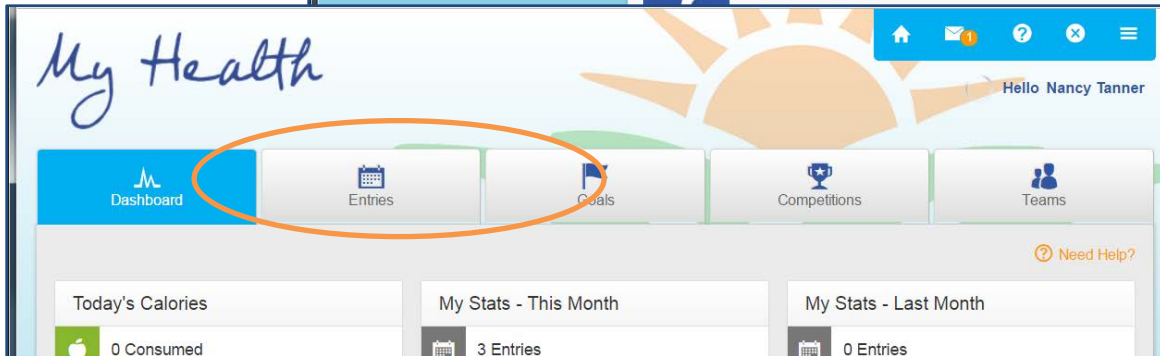 My Health
1
Hello Nancy Tanner
Dashboard
Entries
Goals
Competitions
Teams
? Need Help?
Today's Calories
My Stats - This Month
My Stats - Last Month
0 Consumed
3 Entries
0 Entries